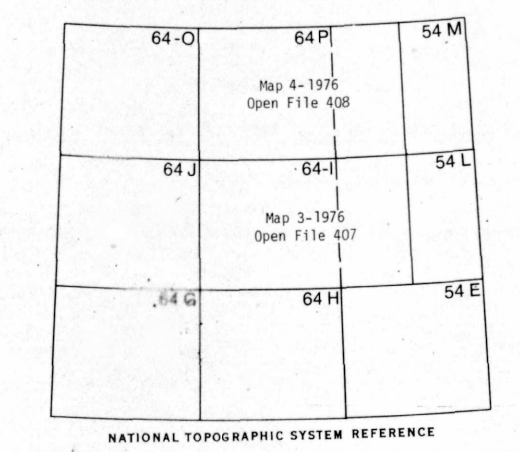 64-O 64P 54 M
Map 4-1976
Open File 408
64 J 64-I 54 L
Map 3-1976
Open File 407
64 G 64 H 54 E
NATIONAL TOPOGRAPHIC SYSTEM REFERENCE